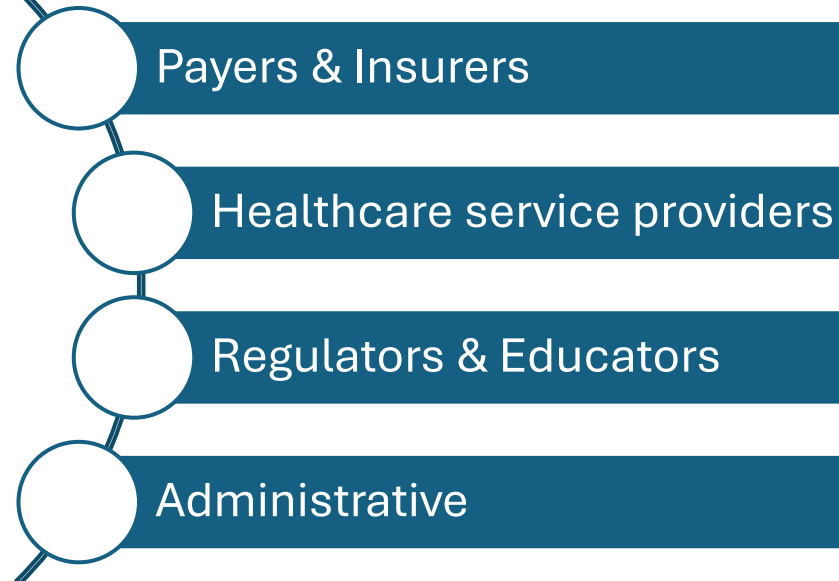 Payers & Insurers
Healthcare service providers
Regulators & Educators
Administrative